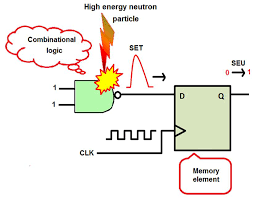 High energy neutron
particle
Combinational
logic
SET
SEU
0 → 1
1
1
D
Q
CLK
Memory
element